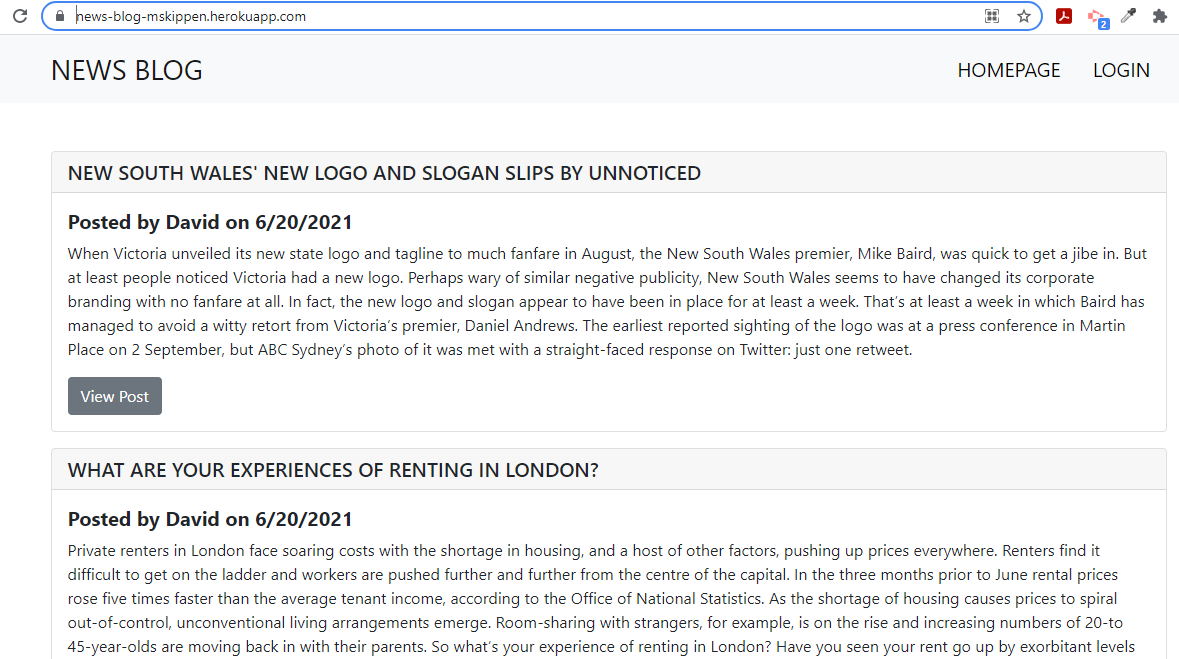 news-blog-mskippen.herokuapp.com
2
NEWS BLOG
HOMEPAGE LOGIN
NEW SOUTH WALES' NEW LOGO AND SLOGAN SLIPS BY UNNOTICED
Posted by David on 6/20/2021
When Victoria unveiled its new state logo and tagline to much fanfare in August, the New South Wales premier, Mike Baird, was quick to get a jibe in. But
at least people noticed Victoria had a new logo. Perhaps wary of similar negative publicity, New South Wales seems to have changed its corporate
branding with no fanfare at all. In fact, the new logo and slogan appear to have been in place for at least a week. That’s at least a week in which Baird has
managed to avoid a witty retort from Victoria’s premier, Daniel Andrews. The earliest reported sighting of the logo was at a press conference in Martin
Place on 2 September, but ABC Sydney’s photo of it was met with a straight-faced response on Twitter: just one retweet.
View Post
WHAT ARE YOUR EXPERIENCES OF RENTING IN LONDON?
Posted by David on 6/20/2021
Private renters in London face soaring costs with the shortage in housing, and a host of other factors, pushing up prices everywhere. Renters find it
difficult to get on the ladder and workers are pushed further and further from the centre of the capital. In the three months prior to June rental prices
rose five times faster than the average tenant income, according to the Office of National Statistics. As the shortage of housing causes prices to spiral
out-of-control, unconventional living arrangements emerge. Room-sharing with strangers, for example, is on the rise and increasing numbers of 20-to
45-year-olds are moving back in with their parents. So what’s your experience of renting in London? Have you seen your rent go up by exorbitant levels